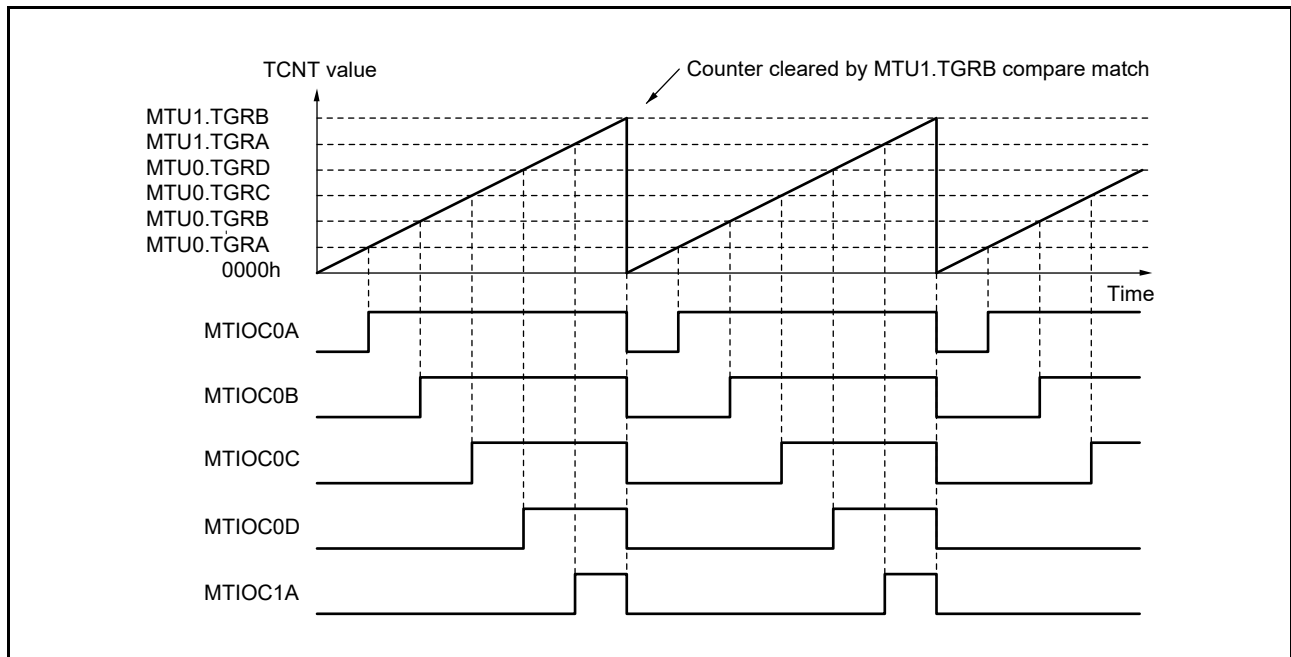 TCNT value
Counter cleared by MTU1.TGRB compare match
MTU1.TGRB
MTU1.TGRA
MTU0.TGRD
MTU0.TGRC
MTU0.TGRB
MTU0.TGRA
0000h
Time
MTIOC0A
MTIOC0B
MTIOC0C
MTIOC0D
MTIOC1A